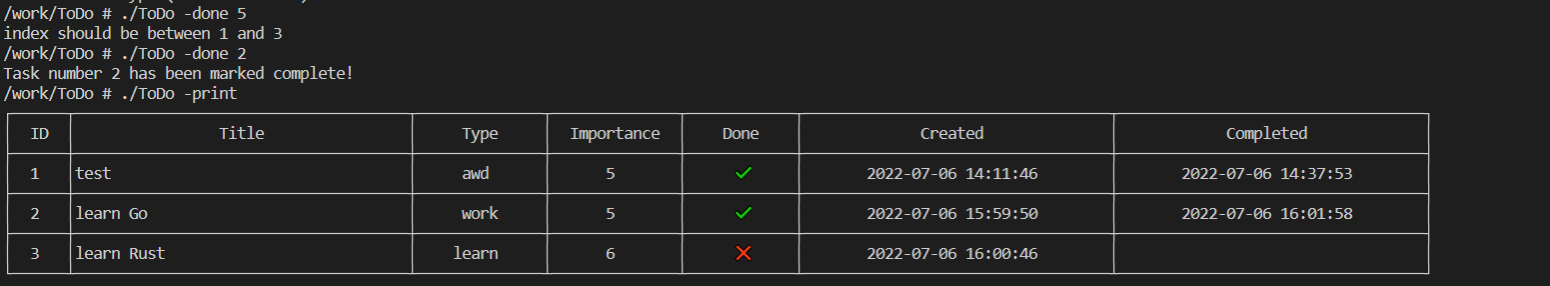 /work/ToDo # ./ToDo -done 5
index should be between 1 and 3
/work/ToDo # ./ToDo -done 2
Task number 2 has been marked complete!
/work/ToDo # ./ToDo -print
ID Title Type Importance Done Created Completed
1 test awd 5 ✓ 2022-07-06 14:11:46 2022-07-06 14:37:53
2 learn Go work 5 ✓ 2022-07-06 15:59:50 2022-07-06 16:01:58
3 learn Rust learn 6 ✗ 2022-07-06 16:00:46